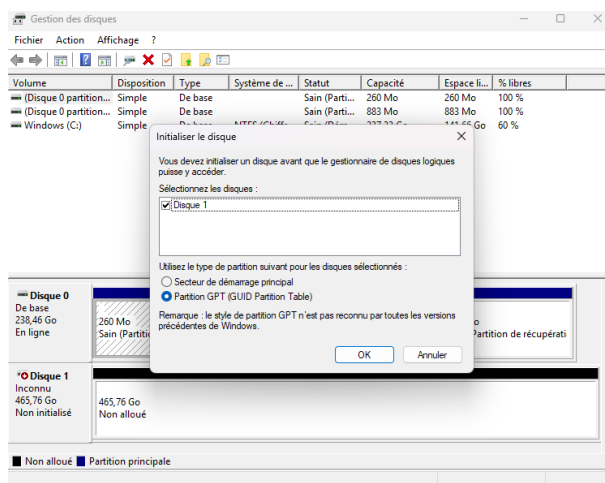 Gestion des disques
Fichier Action Affichage ?
Volume Disposition Type Système de ... Statut Capacité Espace li... % libres
(Disque 0 partition... Simple De base Sain (Parti... 260 Mo 260 Mo 100 %
(Disque 0 partition... Simple De base Sain (Parti... 883 Mo 883 Mo 100 %
Windows (C:) Simple 60 %
Initialiser le disque
Vous devez initialiser un disque avant que le gestionnaire de disques logiques
puisse y accéder.
Sélectionnez les disques :
Disque 1
Utilisez le type de partition suivant pour les disques sélectionnés :
Secteur de démarrage principal
Partition GPT (GUID Partition Table)
Remarque : le style de partition GPT n'est pas reconnu par toutes les versions
précédentes de Windows.
OK Annuler
Disque 0
De base
238,46 Go
En ligne
260 Mo
Sain (Partitio
Partition de récupérati
Disque 1
Inconnu
465,76 Go
Non initialisé
465,76 Go
Non alloué
Non alloué Partition principale